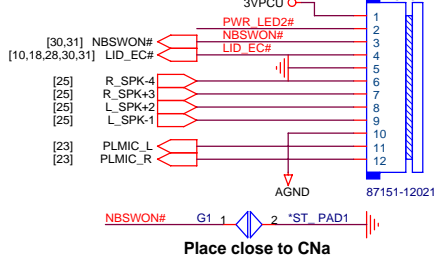 3VPCU
1
PWR_LED2# 2
[30,31] NBSWON# NBSWON# 3
[10,18,28,30,31] LID_EC# LID_EC# 4
5
[25] R_SPK-4 6
[25] R_SPK+3 7
[25] L_SPK+2 8
[25] L_SPK-1 9
10
[23] PLMIC_L 11
[23] PLMIC_R 12
AGND 87151-12021
NBSWON# G1 1 2 *ST_PAD1
Place close to CNa